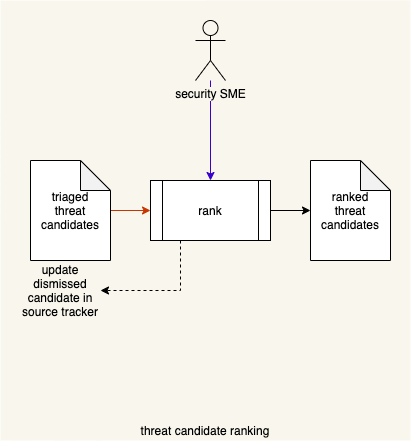 security SME
triaged
threat
candidates
rank
ranked
threat
candidates
update
dismissed
candidate in
source tracker
threat candidate ranking